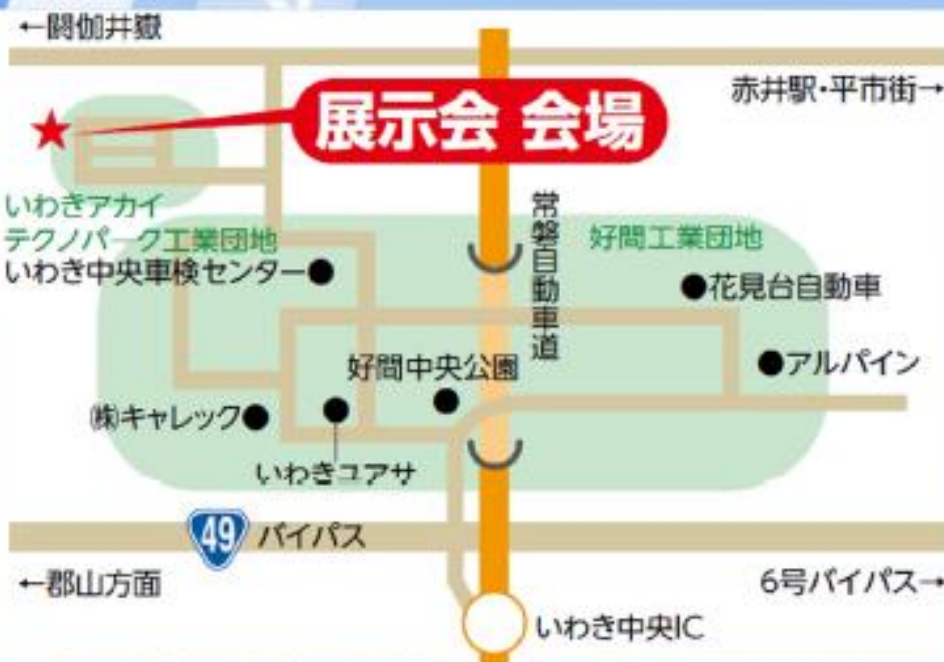 ←閼伽井嶽
赤井駅・平市街→
展示会 会場
いわきアカイ
テクノパーク工業団地
常磐自動車道
好間工業団地
いわき中央車検センター
花見台自動車
好間中央公園
アルパイン
㈱キャレック
いわきユアサ
49 バイパス
←郡山方面
6号バイパス→
いわき中央IC